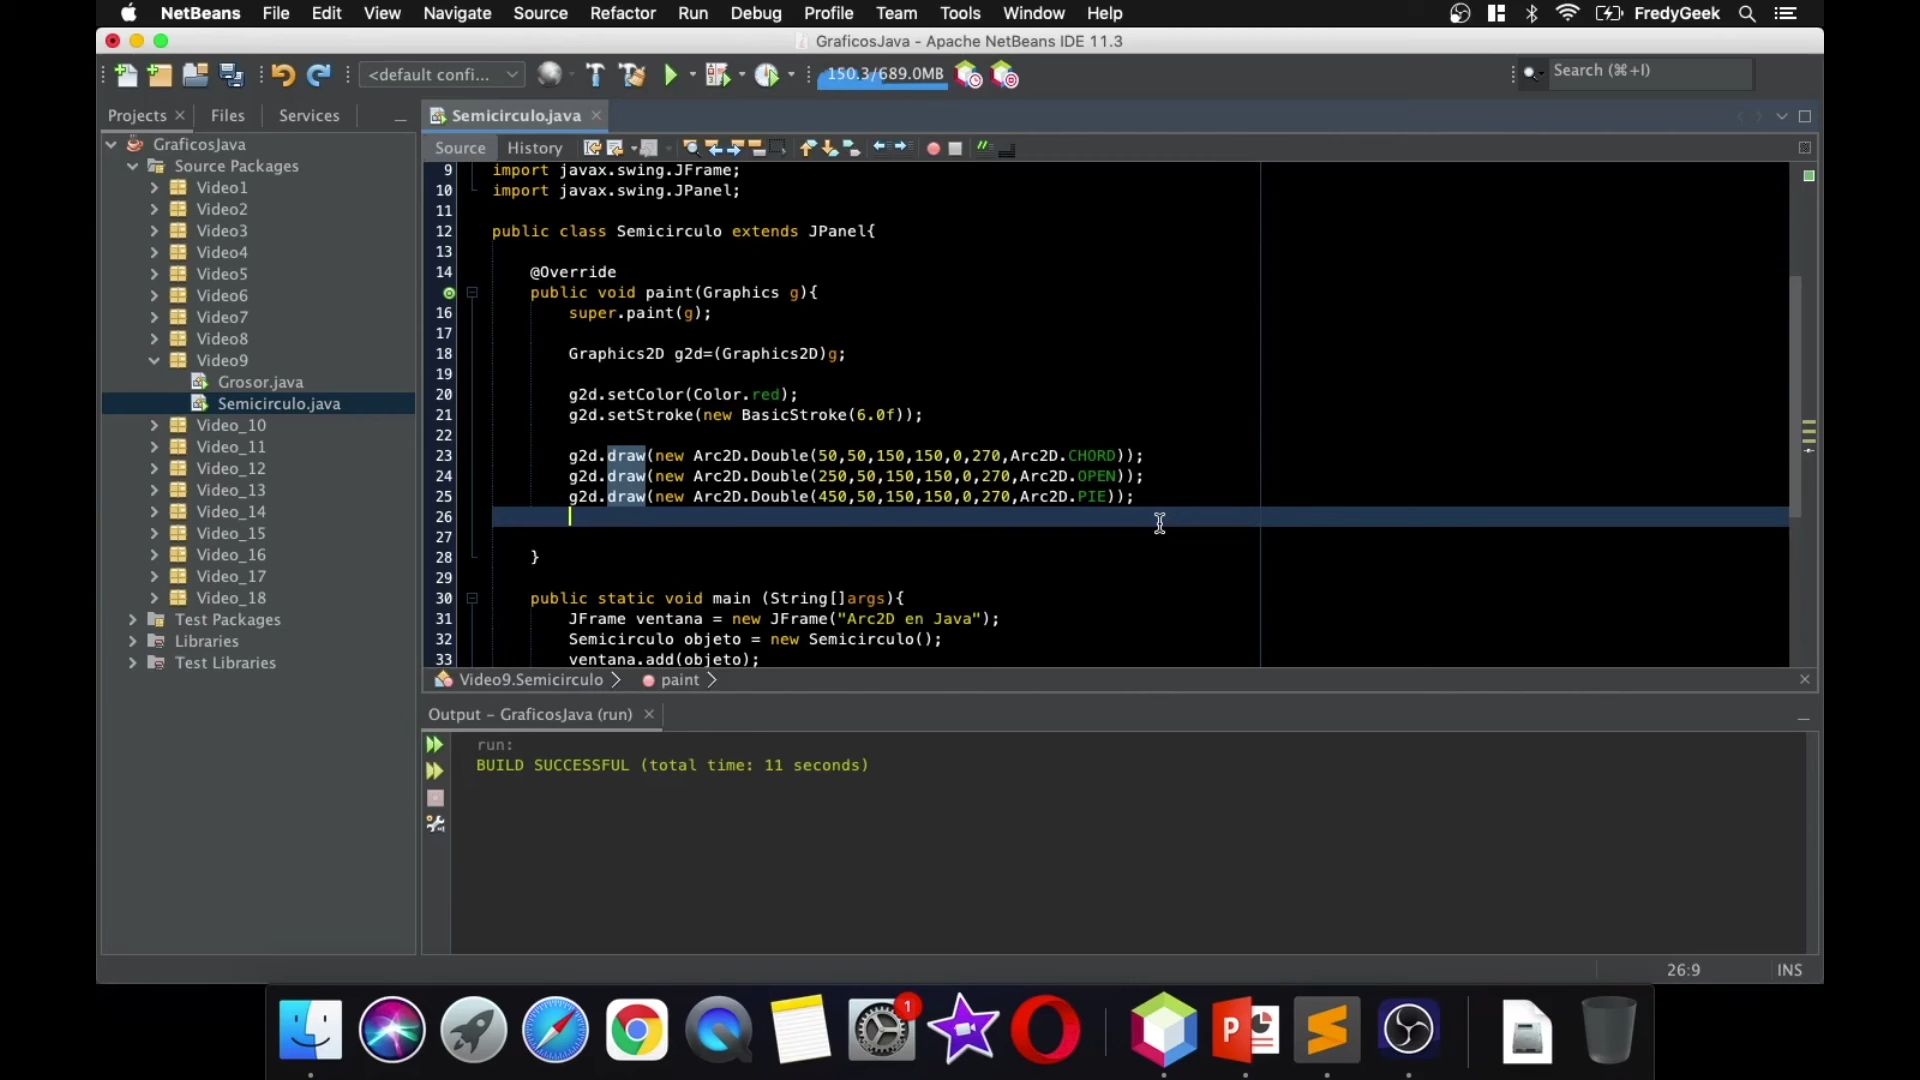 NetBeans File Edit View Navigate Source Refactor Run Debug Profile Team Tools Window Help FredyGeek
GraficosJava - Apache NetBeans IDE 11.3
<default confi... 150.3/689.0MB Search (⌘+I)
Projects Files Services
Semicirculo.java
Source History
GraficosJava
Source Packages
Video1
Video2
Video3
Video4
Video5
Video6
Video7
Video8
Video9
Grosor.java
Semicirculo.java
Video_10
Video_11
Video_12
Video_13
Video_14
Video_15
Video_16
Video_17
Video_18
Test Packages
Libraries
Test Libraries
9 import javax.swing.JFrame;
10 import javax.swing.JPanel;
11
12 public class Semicirculo extends JPanel{
13
14 @Override
public void paint(Graphics g){
16 super.paint(g);
17
18 Graphics2D g2d=(Graphics2D)g;
19
20 g2d.setColor(Color.red);
21 g2d.setStroke(new BasicStroke(6.0f));
22
23 g2d.draw(new Arc2D.Double(50,50,150,150,0,270,Arc2D.CHORD));
24 g2d.draw(new Arc2D.Double(250,50,150,150,0,270,Arc2D.OPEN));
25 g2d.draw(new Arc2D.Double(450,50,150,150,0,270,Arc2D.PIE));
26
27
28 }
29
30 public static void main (String[]args){
31 JFrame ventana = new JFrame("Arc2D en Java");
32 Semicirculo objeto = new Semicirculo();
33 ventana.add(objeto);
Video9.Semicirculo paint
Output - GraficosJava (run)
run:
BUILD SUCCESSFUL (total time: 11 seconds)
26:9 INS
1
P